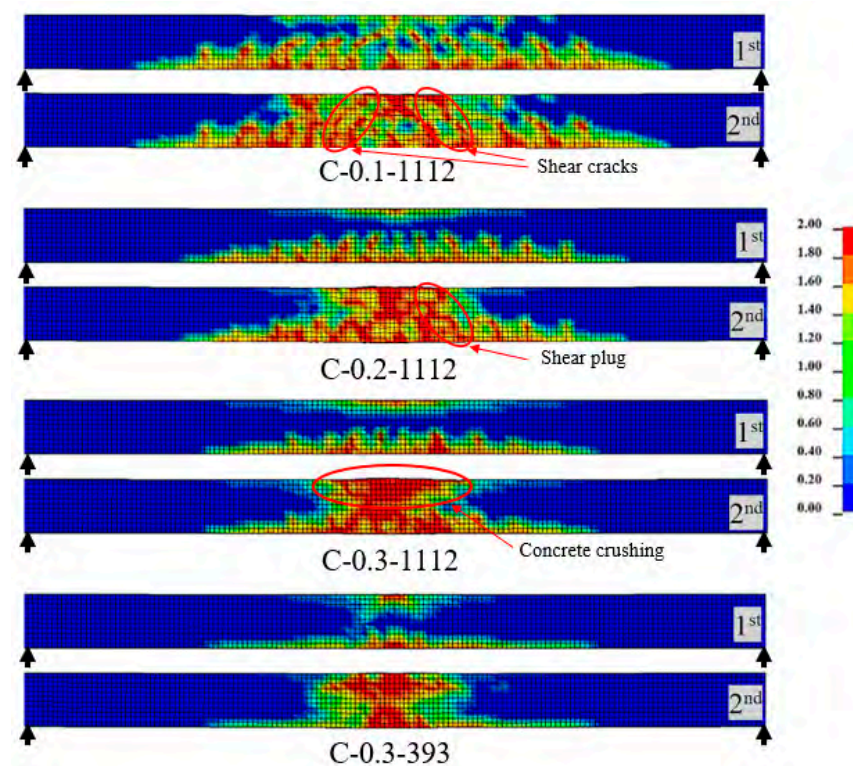 1st
2nd
C-0.1-1112
Shear cracks
1st
2nd
C-0.2-1112
Shear plug
1st
2nd
C-0.3-1112
Concrete crushing
1st
2nd
C-0.3-393
2.00
1.80
1.60
1.40
1.20
1.00
0.80
0.60
0.40
0.20
0.00